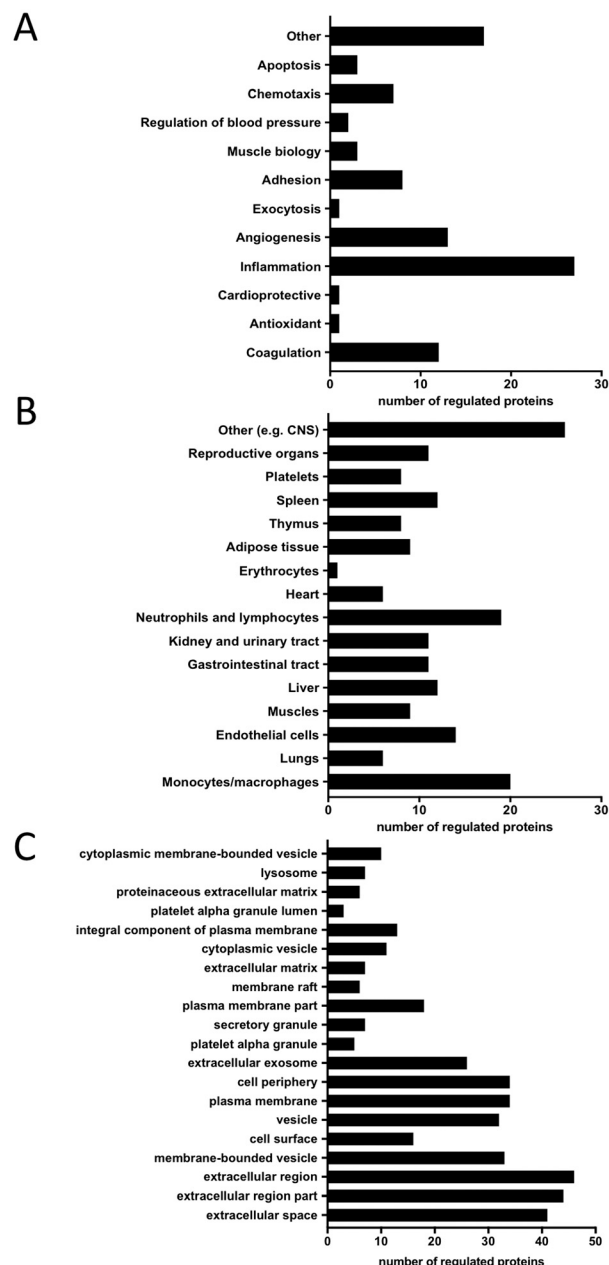 A
Other
Apoptosis
Chemotaxis
Regulation of blood pressure
Muscle biology
Adhesion
Exocytosis
Angiogenesis
Inflammation
Cardioprotective
Antioxidant
Coagulation
0 10 20 30
number of regulated proteins
B
Other (e.g. CNS)
Reproductive organs
Platelets
Spleen
Thymus
Adipose tissue
Erythrocytes
Heart
Neutrophils and lymphocytes
Kidney and urinary tract
Gastrointestinal tract
Liver
Muscles
Endothelial cells
Lungs
Monocytes/macrophages
0 10 20 30
number of regulated proteins
C
cytoplasmic membrane-bounded vesicle
lysosome
proteinaceous extracellular matrix
platelet alpha granule lumen
integral component of plasma membrane
cytoplasmic vesicle
extracellular matrix
membrane raft
plasma membrane part
secretory granule
platelet alpha granule
extracellular exosome
cell periphery
plasma membrane
vesicle
cell surface
membrane-bounded vesicle
extracellular region
extracellular region part
extracellular space
0 10 20 30 40 50
number of regulated proteins